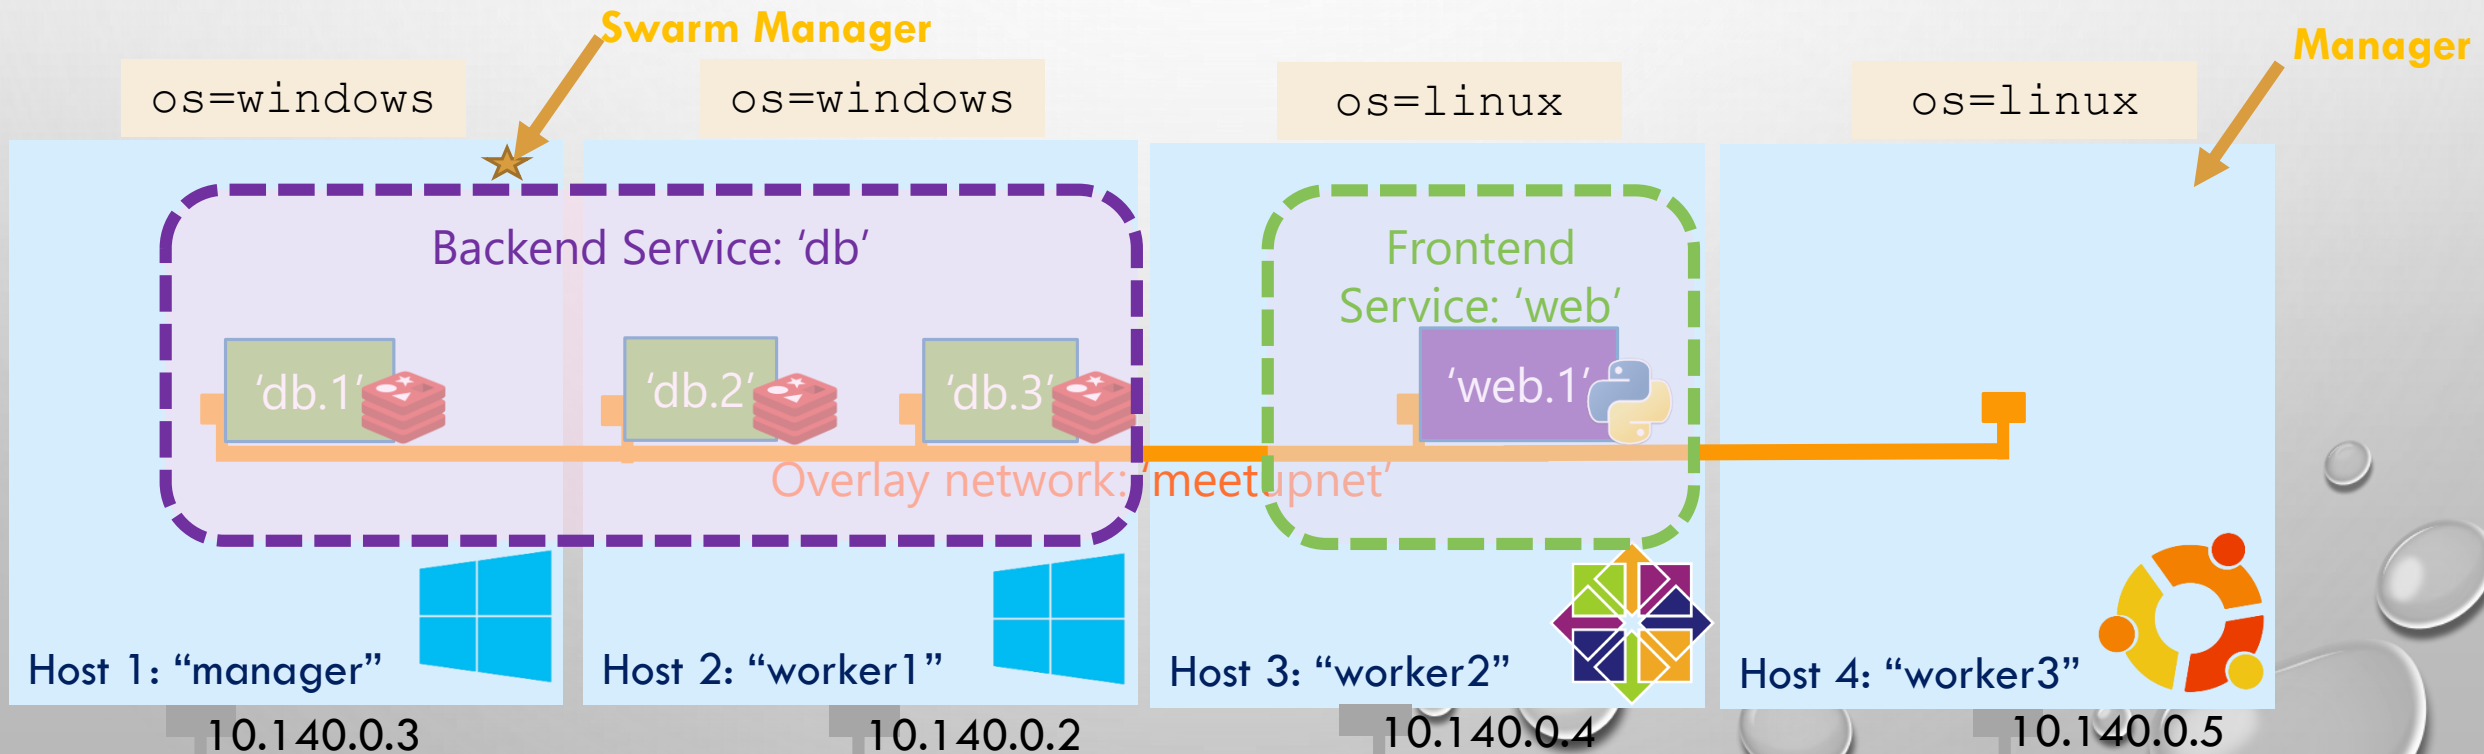 Swarm Manager
Manager
os=windows
os=windows
os=linux
os=linux
Backend Service: ‘db’
Frontend
Service: ‘web’
‘db.1’
‘db.2’
‘db.3’
‘web.1’
Overlay network: ‘meetupnet’
Host 1: “manager”
Host 2: “worker1”
Host 3: “worker2”
Host 4: “worker3”
10.140.0.3
10.140.0.2
10.140.0.4
10.140.0.5